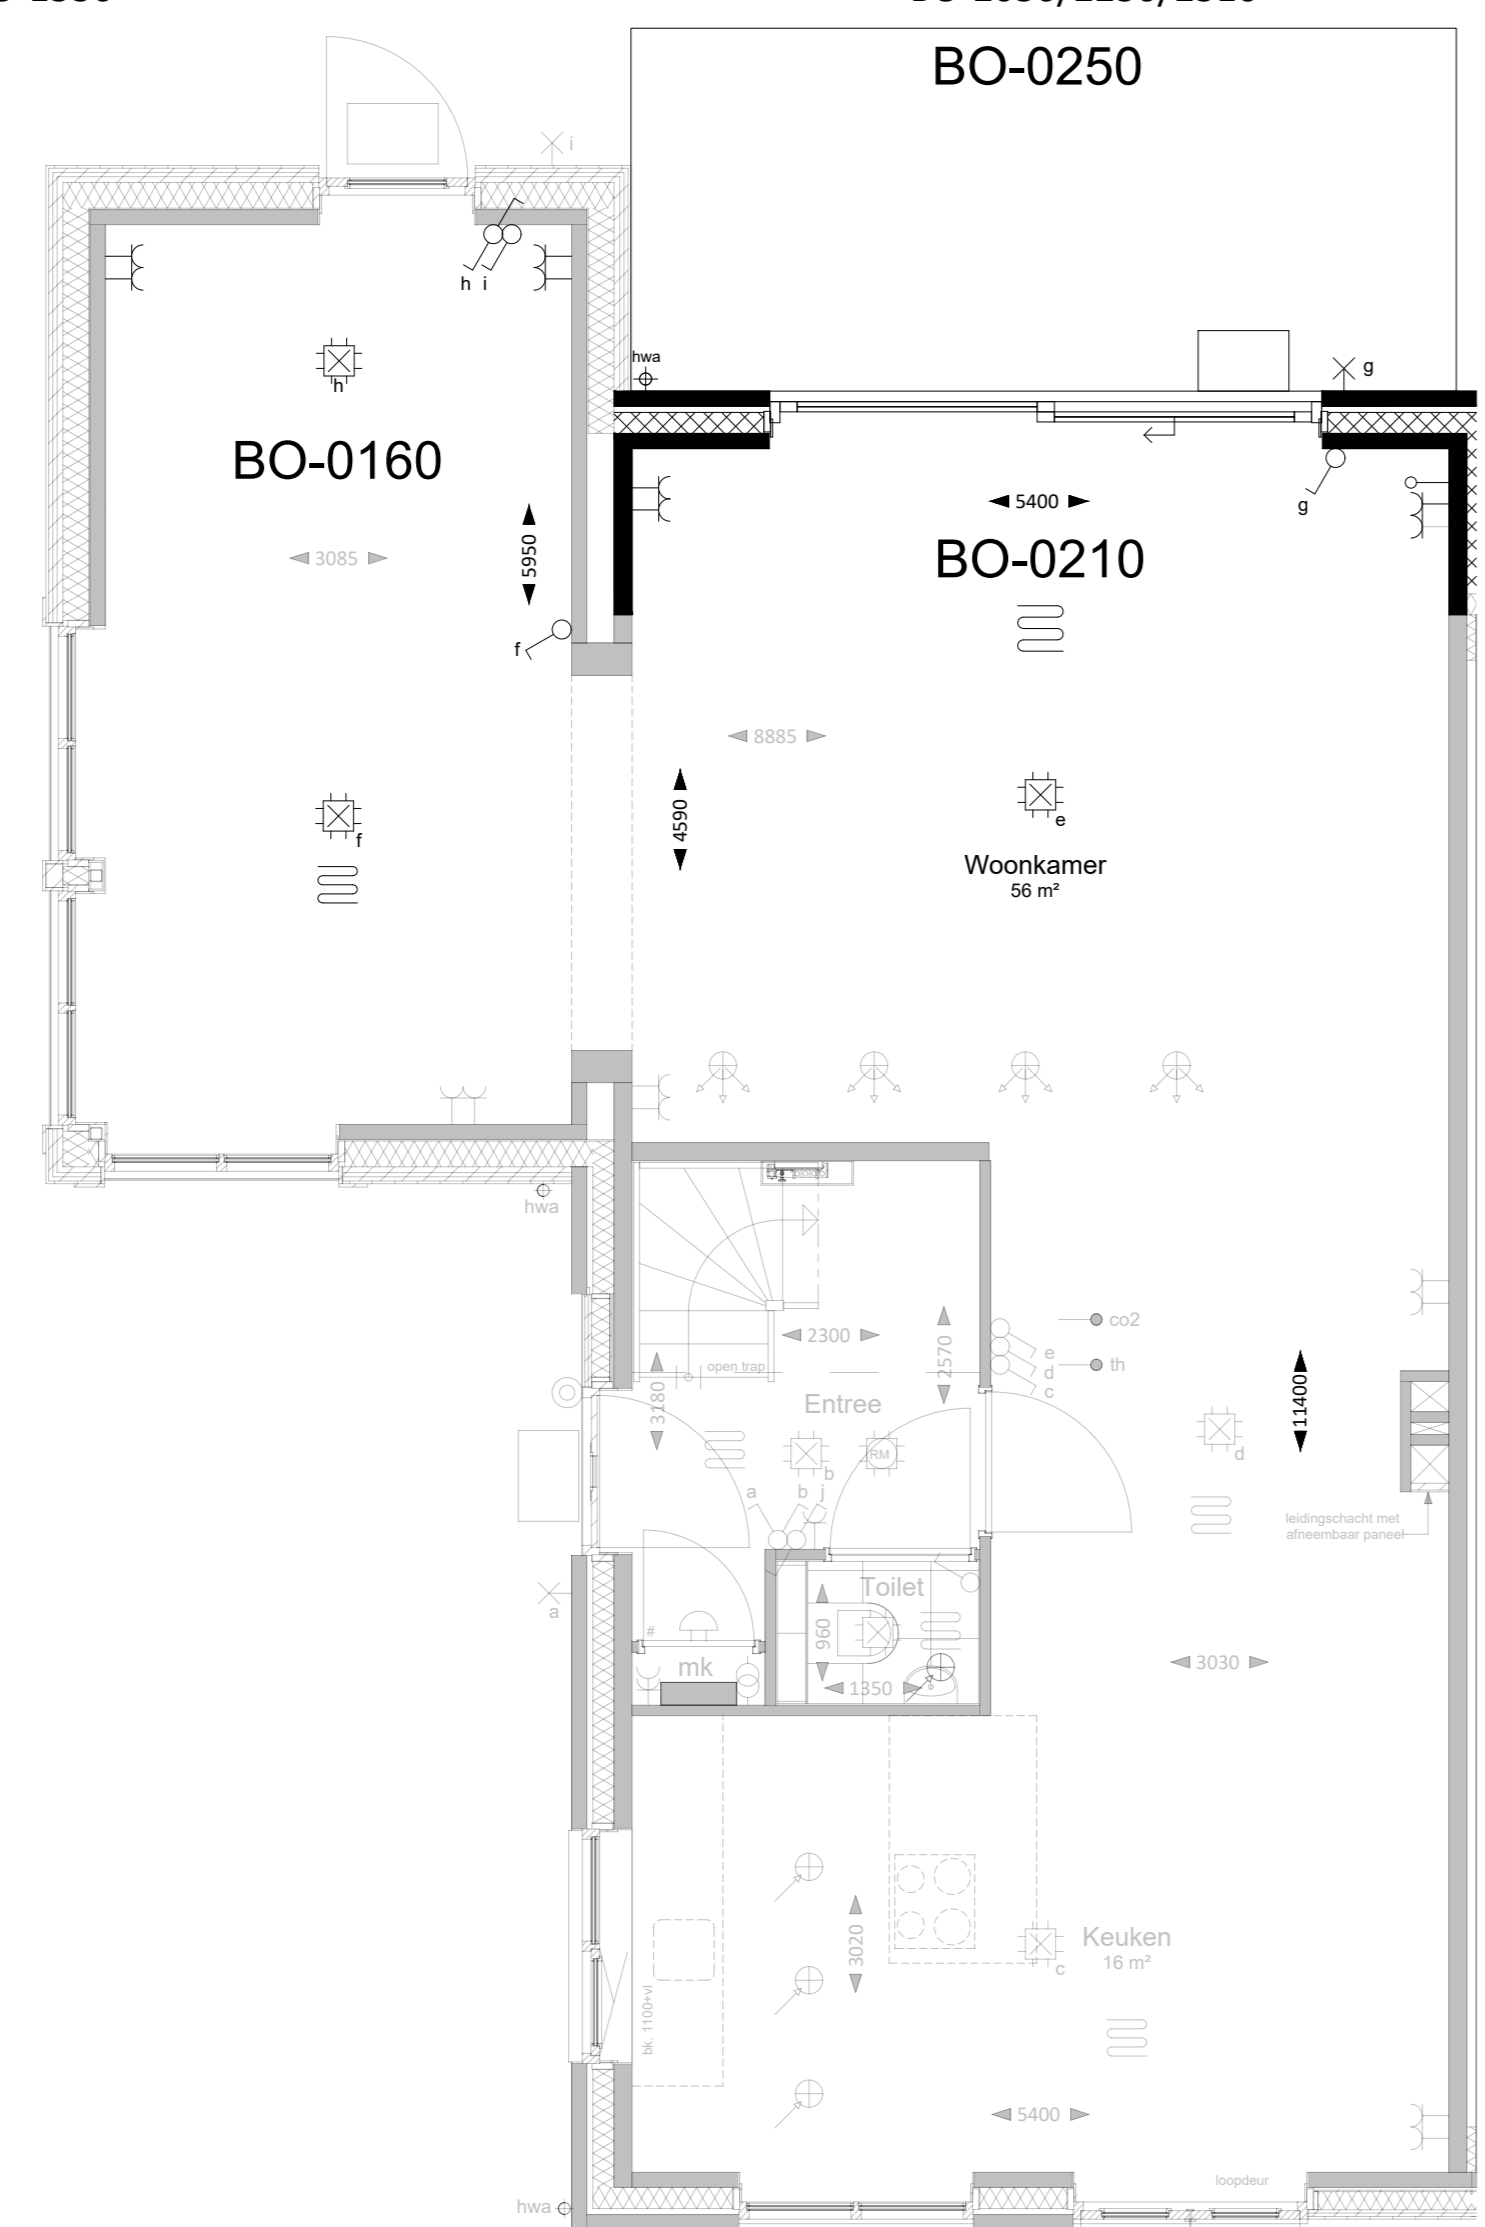 BO-0250
i
h i
hwa
g
h
BO-0160
5400
g
BO-0210
3085
5950
f
8885
e
4590
f
Woonkamer
56 m²
hwa
co2
2300
2570
e
open trap
th
d
3180
c
Entree
11400
d
RM
b
a
b j
leidingschacht met
afneembaar paneel
Toilet
a
960
#
mk
3030
1350
3020
Keuken
16 m²
c
bk. 1100+vl
5400
loopdeur
hwa